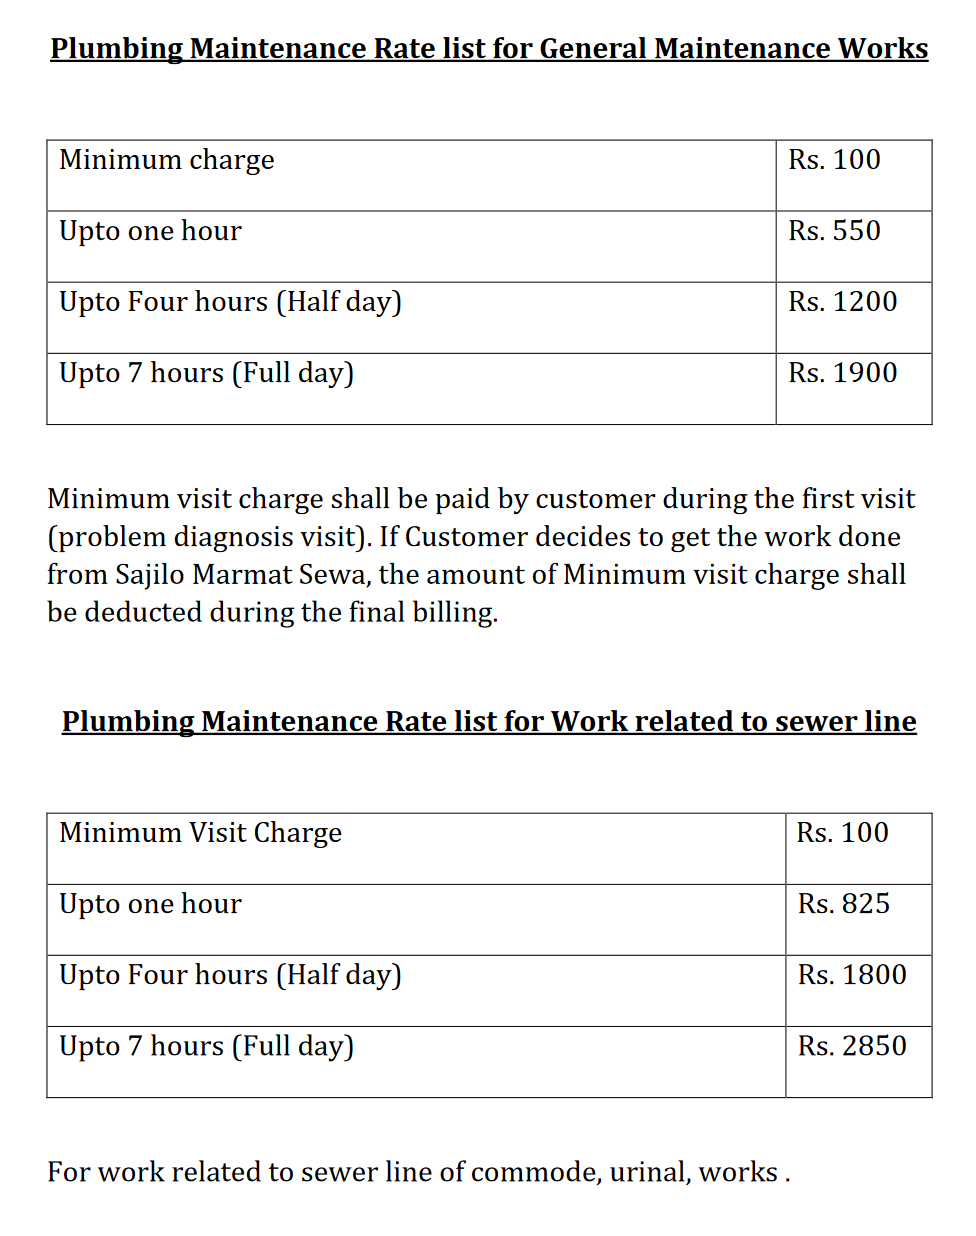 Plumbing Maintenance Rate list for General Maintenance Works
Minimum charge Rs. 100
Upto one hour Rs. 550
Upto Four hours (Half day) Rs. 1200
Upto 7 hours (Full day) Rs. 1900
Minimum visit charge shall be paid by customer during the first visit
(problem diagnosis visit). If Customer decides to get the work done
from Sajilo Marmat Sewa, the amount of Minimum visit charge shall
be deducted during the final billing.
Plumbing Maintenance Rate list for Work related to sewer line
Minimum Visit Charge Rs. 100
Upto one hour Rs. 825
Upto Four hours (Half day) Rs. 1800
Upto 7 hours (Full day) Rs. 2850
For work related to sewer line of commode, urinal, works .